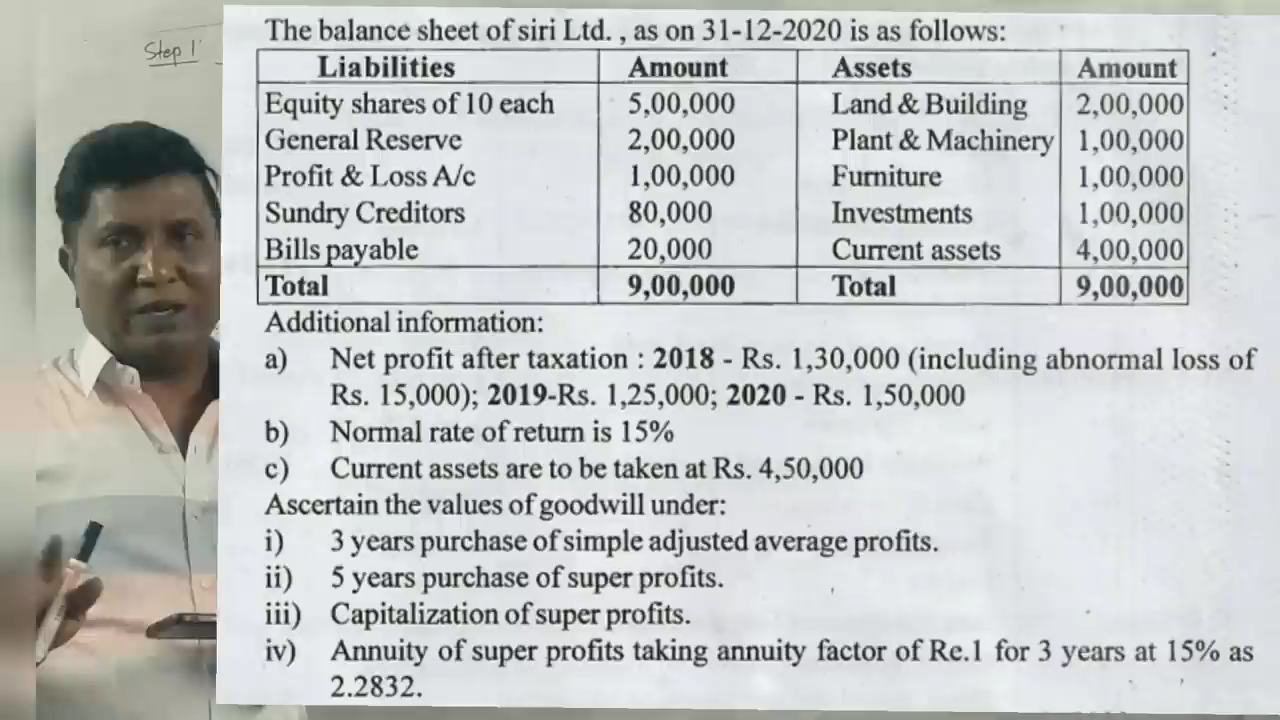 Step 1
The balance sheet of siri Ltd. , as on 31-12-2020 is as follows:
Liabilities Amount Assets Amount
Equity shares of 10 each 5,00,000 Land & Building 2,00,000
General Reserve 2,00,000 Plant & Machinery 1,00,000
Profit & Loss A/c 1,00,000 Furniture 1,00,000
Sundry Creditors 80,000 Investments 1,00,000
Bills payable 20,000 Current assets 4,00,000
Total 9,00,000 Total 9,00,000
Additional information:
a) Net profit after taxation : 2018 - Rs. 1,30,000 (including abnormal loss of
Rs. 15,000); 2019-Rs. 1,25,000; 2020 - Rs. 1,50,000
b) Normal rate of return is 15%
c) Current assets are to be taken at Rs. 4,50,000
Ascertain the values of goodwill under:
i) 3 years purchase of simple adjusted average profits.
ii) 5 years purchase of super profits.
iii) Capitalization of super profits.
iv) Annuity of super profits taking annuity factor of Re.1 for 3 years at 15% as
2.2832.